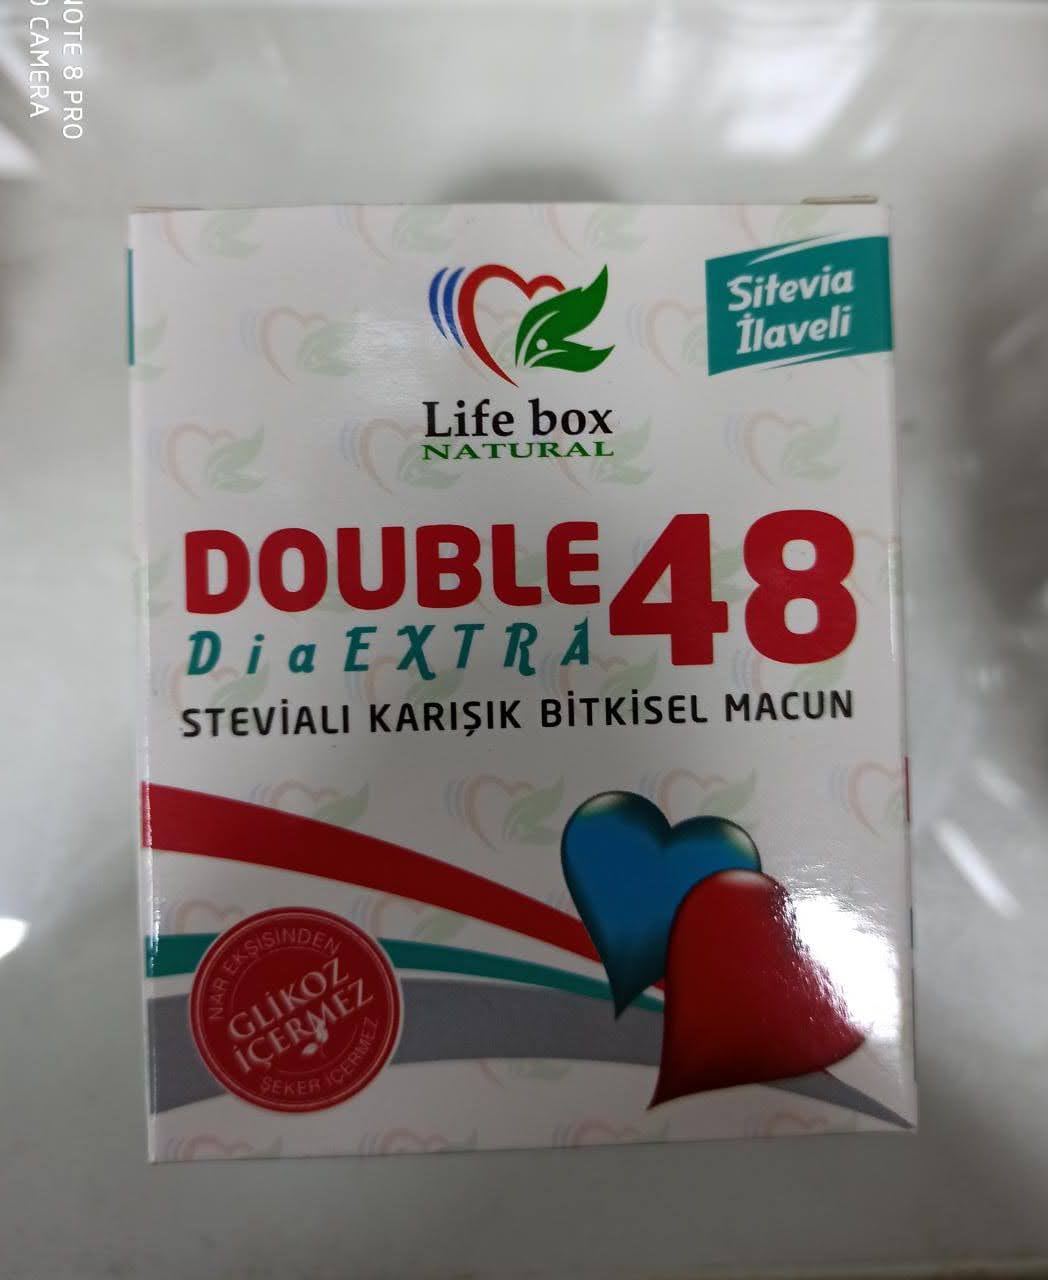 NOTE 8 PRO
CAMERA
Sitevia
İlaveli
Life box
NATURAL
DOUBLE 48
DiaEXTRA
STEVİALI KARIŞIK BİTKİSEL MACUN
NAR EKŞİSİNDEN
GLİKOZ
İÇERMEZ
ŞEKER İÇERMEZ